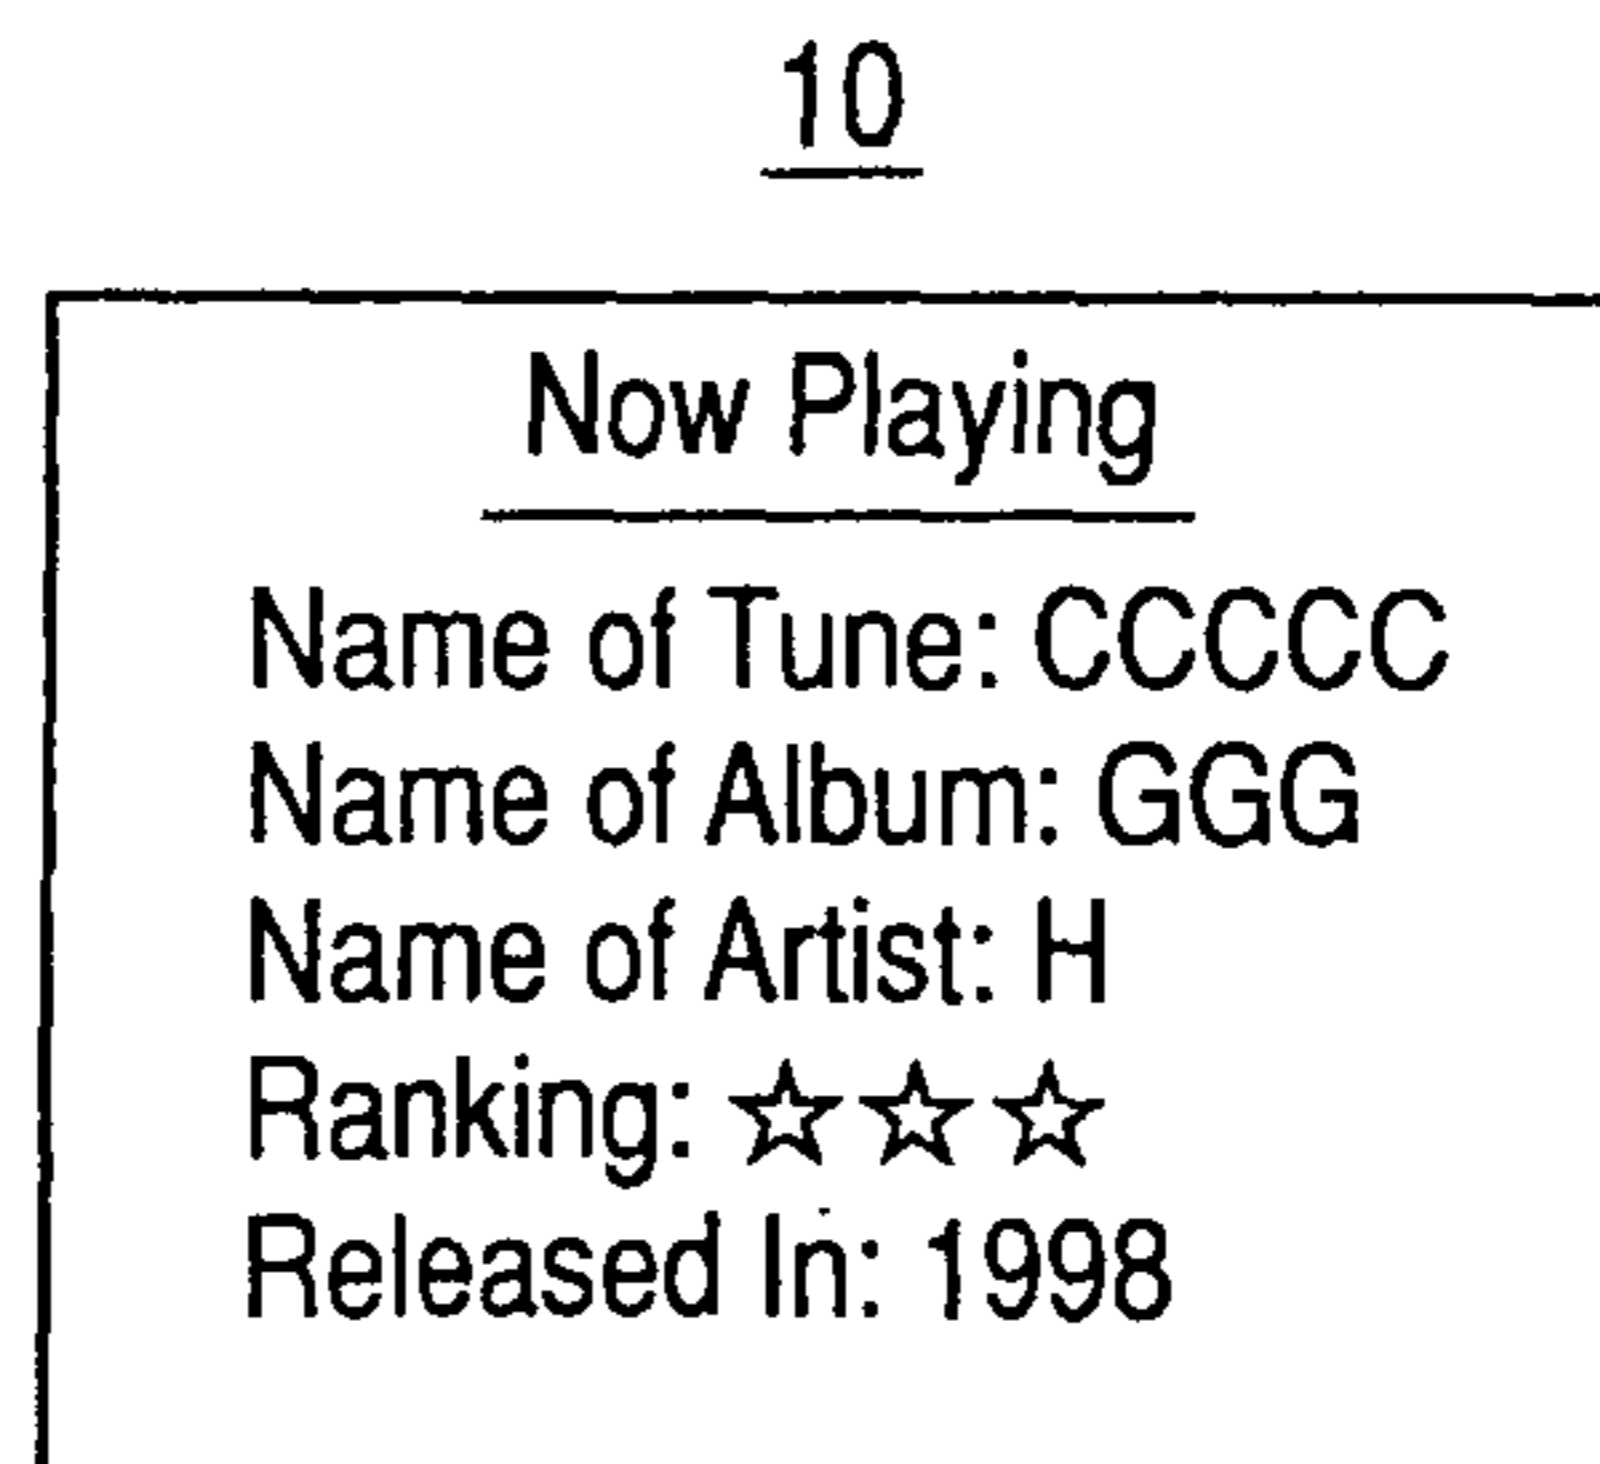 10
Now Playing
Name of Tune: CCCCC
Name of Album: GGG
Name of Artist: H
Ranking: ☆☆☆
Released In: 1998